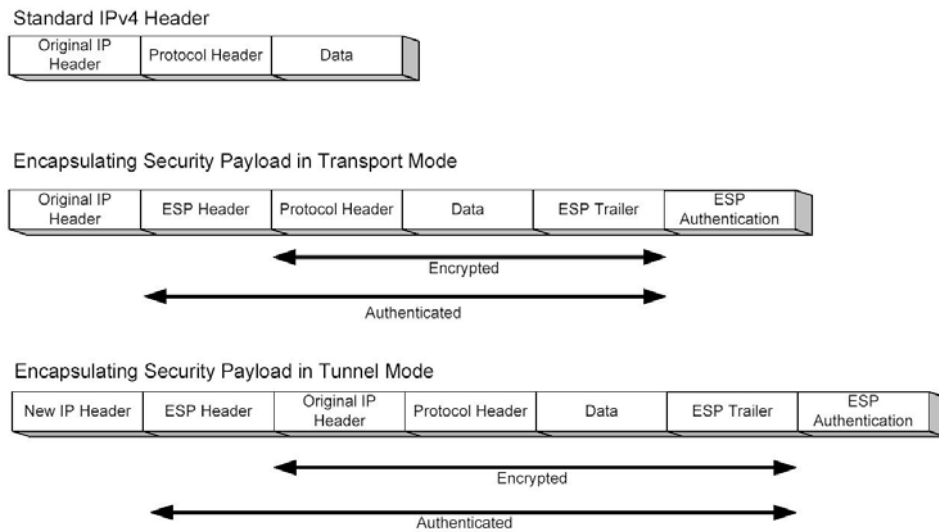 Standard IPv4 Header
Original IP
Header
Protocol Header
Data
Encapsulating Security Payload in Transport Mode
Original IP
Header
ESP Header
Protocol Header
Data
ESP Trailer
ESP
Authentication
Encrypted
Authenticated
Encapsulating Security Payload in Tunnel Mode
New IP Header
ESP Header
Original IP
Header
Protocol Header
Data
ESP Trailer
ESP
Authentication
Encrypted
Authenticated